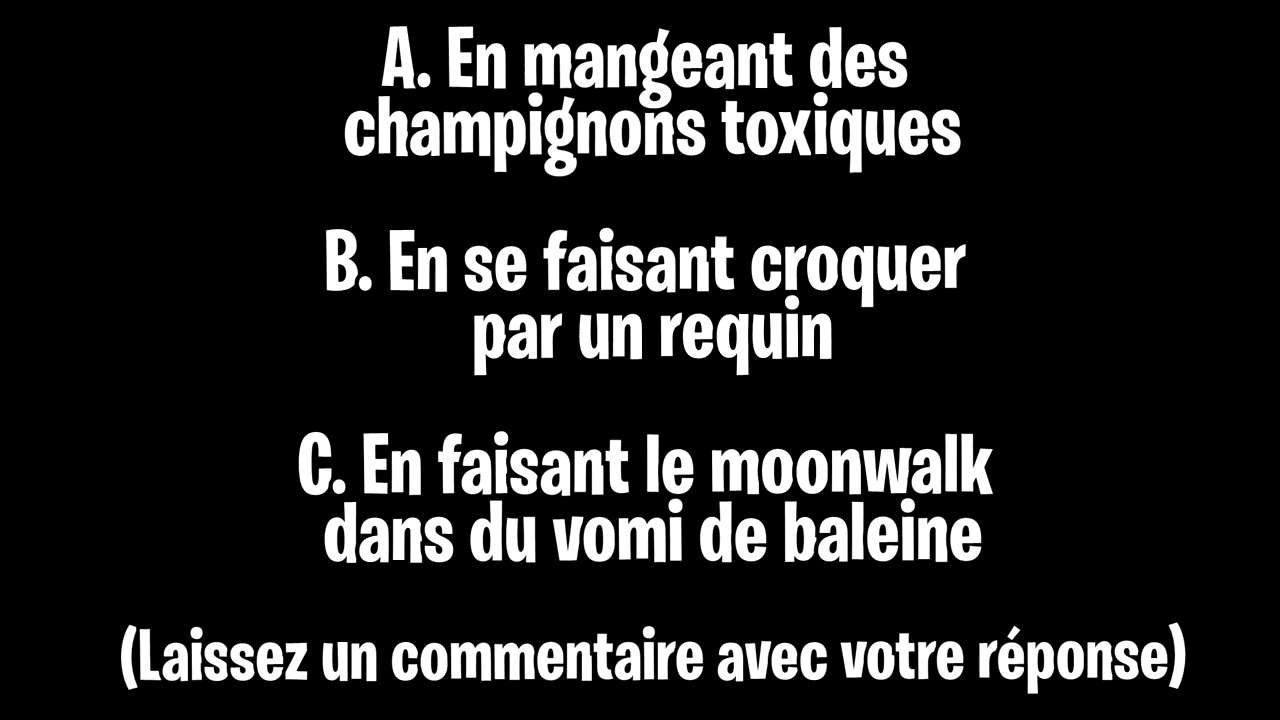 A. En mangeant des
champignons toxiques
B. En se faisant croquer
par un requin
C. En faisant le moonwalk
dans du vomi de baleine
(Laissez un commentaire avec votre réponse)